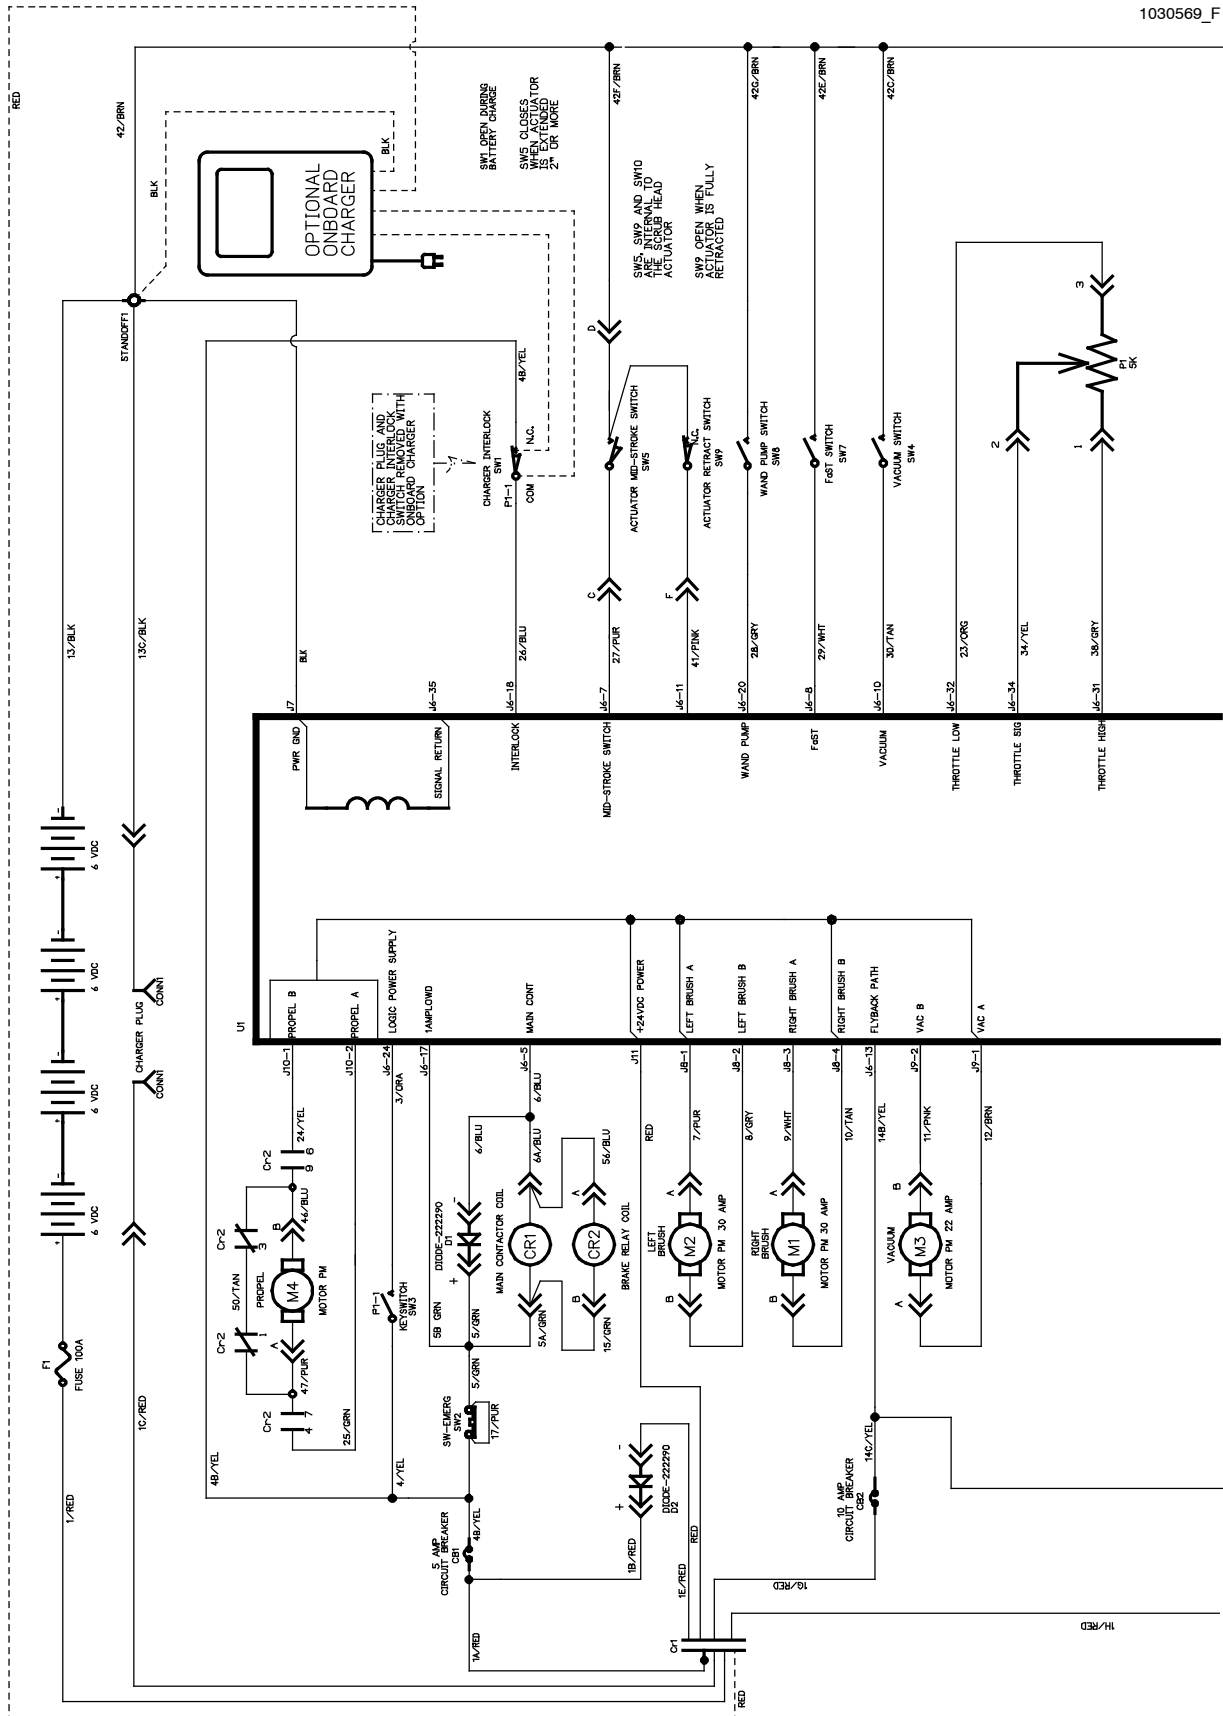 1030569_F
RED
42/BRN
BLK
BLK
OPTIONAL
ONBOARD
CHARGER
SW1 OPEN DURING
BATTERY CHARGE
SW5 CLOSES
WHEN ACTUATOR
IS EXTENDED
2" OR MORE
42F/BRN
42G/BRN
42E/BRN
42C/BRN
SW5, SW9 AND SW10
ARE INTERNAL TO
THE SCRUB HEAD
ACTUATOR
SW9 OPEN WHEN
ACTUATOR IS FULLY
RETRACTED
STANDOFF1
CHARGER PLUG AND
CHARGER INTERLOCK
SWITCH REMOVED WITH
ONBOARD CHARGER
OPTION
4B/YEL
N.C.
CHARGER INTERLOCK
SW1
P1-1
COM
D
ACTUATOR MID-STROKE SWITCH
SW5
N.C.
ACTUATOR RETRACT SWITCH
SW9
WAND PUMP SWITCH
SW8
FaST SWITCH
SW7
VACUUM SWITCH
SW4
3
2
1
P1
5K
C
F
13/BLK
13C/BLK
BLK
26/BLU
27/PUR
41/PINK
28/GRY
29/WHT
30/TAN
23/ORG
34/YEL
38/GRY
J7
J6-35
J6-18
J6-7
J6-11
J6-20
J6-8
J6-10
J6-32
J6-34
J6-31
PWR GND
SIGNAL RETURN
INTERLOCK
MID-STROKE SWITCH
WAND PUMP
FaST
VACUUM
THROTTLE LOW
THROTTLE SIG
THROTTLE HIGH
-
+
6 VDC
6 VDC
6 VDC
-
+
6 VDC
CONN1
CHARGER PLUG
CONN1
U1
PROPEL B
PROPEL A
LOGIC POWER SUPPLY
1AMPLOWD
MAIN CONT
+24VDC POWER
LEFT BRUSH A
LEFT BRUSH B
RIGHT BRUSH A
RIGHT BRUSH B
FLYBACK PATH
VAC B
VAC A
J10-1
J10-2
J6-24
J6-17
J6-5
J11
J8-1
J8-2
J8-3
J8-4
J6-13
J9-2
J9-1
24/YEL
3/ORA
6/BLU
6/BLU
6A/BLU
56/BLU
RED
7/PUR
8/GRY
9/WHT
10/TAN
14B/YEL
11/PNK
12/BRN
Cr2
9
6
46/BLU
B
Cr2
3
50/TAN
PROPEL
M4
MOTOR PM
Cr2
1
A
47/PUR
Cr2
4
7
25/GRN
P1-1
KEYSWITCH
SW3
4/YEL
DIODE-222290
D1
-
+
5B GRN
5/GRN
5/GRN
MAIN CONTACTOR COIL
CR1
5A/GRN
A
CR2
B
BRAKE RELAY COIL
15/GRN
A
LEFT
BRUSH
M2
B
MOTOR PM 30 AMP
A
RIGHT
BRUSH
M1
B
MOTOR PM 30 AMP
B
VACUUM
M3
A
MOTOR PM 22 AMP
F1
FUSE 100A
1C/RED
1/RED
4B/YEL
SW-EMERG
SW2
17/PUR
4B/YEL
5 AMP
CIRCUIT BREAKER
CB1
-
+
DIODE-222290
D2
1B/RED
1E/RED
RED
14C/YEL
10 AMP
CIRCUIT BREAKER
CB2
1G/RED
1H/RED
1A/RED
Cr1
RED